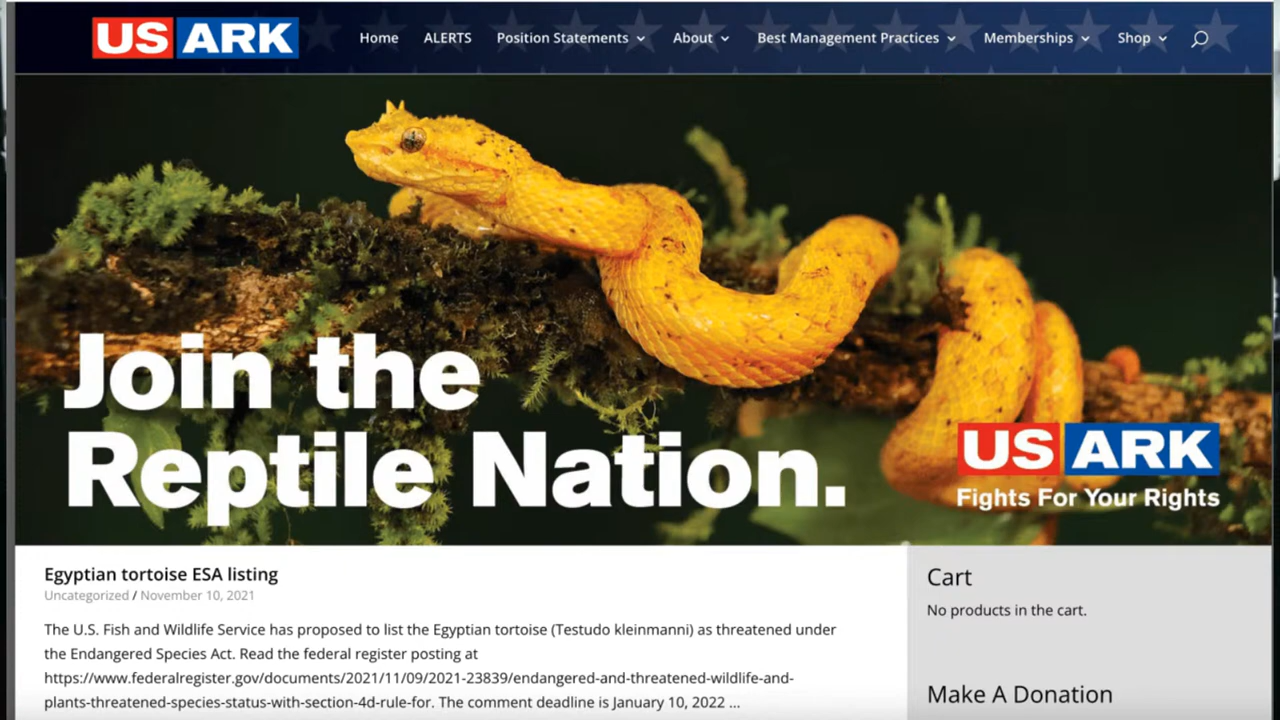 US ARK
Home ALERTS Position Statements About Best Management Practices Memberships Shop
Join the
Reptile Nation.
US ARK
Fights For Your Rights
Egyptian tortoise ESA listing
Uncategorized / November 10, 2021
The U.S. Fish and Wildlife Service has proposed to list the Egyptian tortoise (Testudo kleinmanni) as threatened under
the Endangered Species Act. Read the federal register posting at
https://www.federalregister.gov/documents/2021/11/09/2021-23839/endangered-and-threatened-wildlife-and-
plants-threatened-species-status-with-section-4d-rule-for. The comment deadline is January 10, 2022 ...
Cart
No products in the cart.
Make A Donation